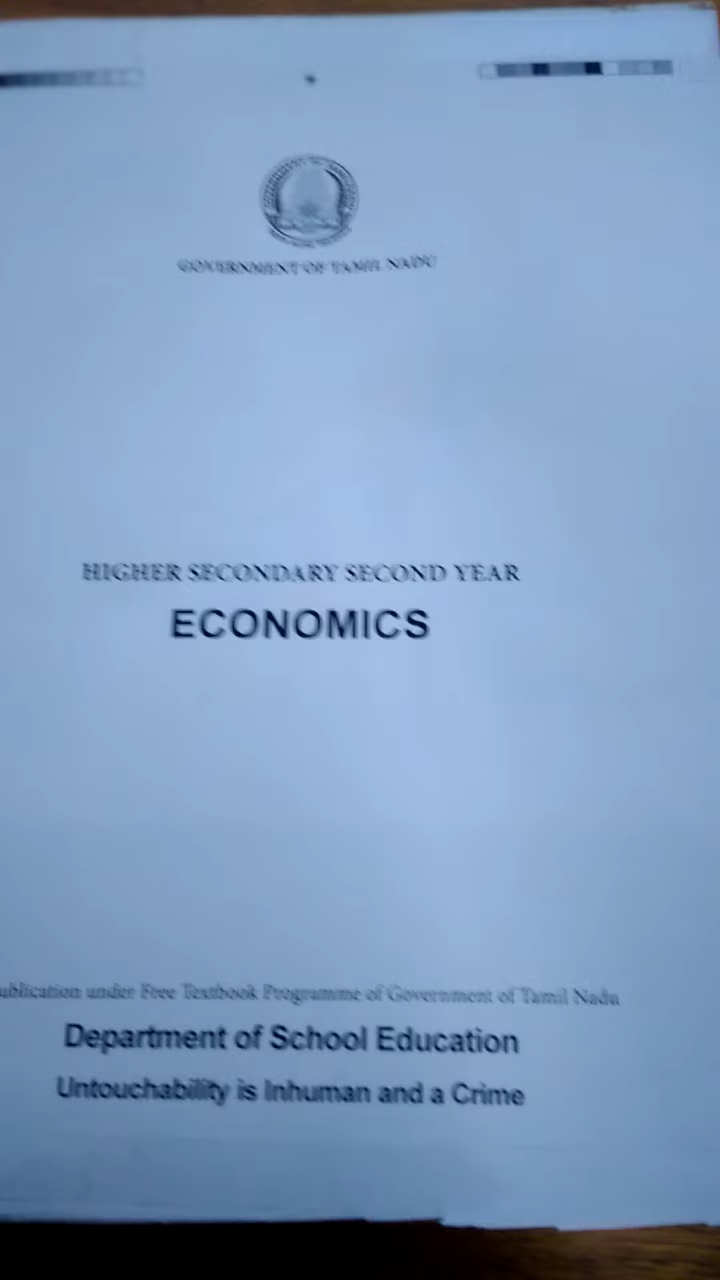 GOVERNMENT OF TAMIL NADU
HIGHER SECONDARY SECOND YEAR
ECONOMICS
under Free Textbook Programme of Government of Tamil Nadu
Department of School Education
Untouchability is Inhuman and a Crime